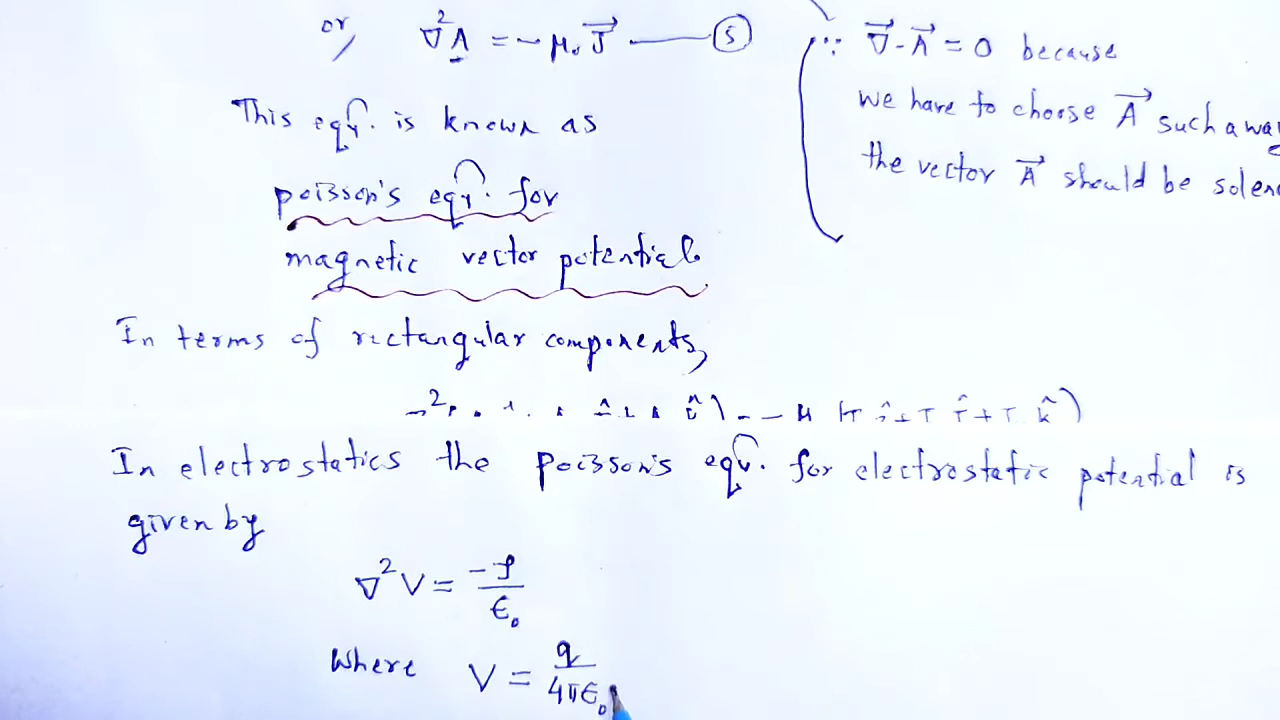 or, ∇²A = -μ₀J⃗ —— ⑤
This eqn. is known as
poisson's eqn. for
magnetic vector potential
∵ ∇⃗-A⃗ = 0 because
we have to choose A⃗ such a way
the vector A⃗ should be solen
In terms of rectangular components,
In electrostatics the Poisson's eqn. for electrostatic potential is
given by
∇²V = -ρ/ε₀
Where V = q/4πε₀